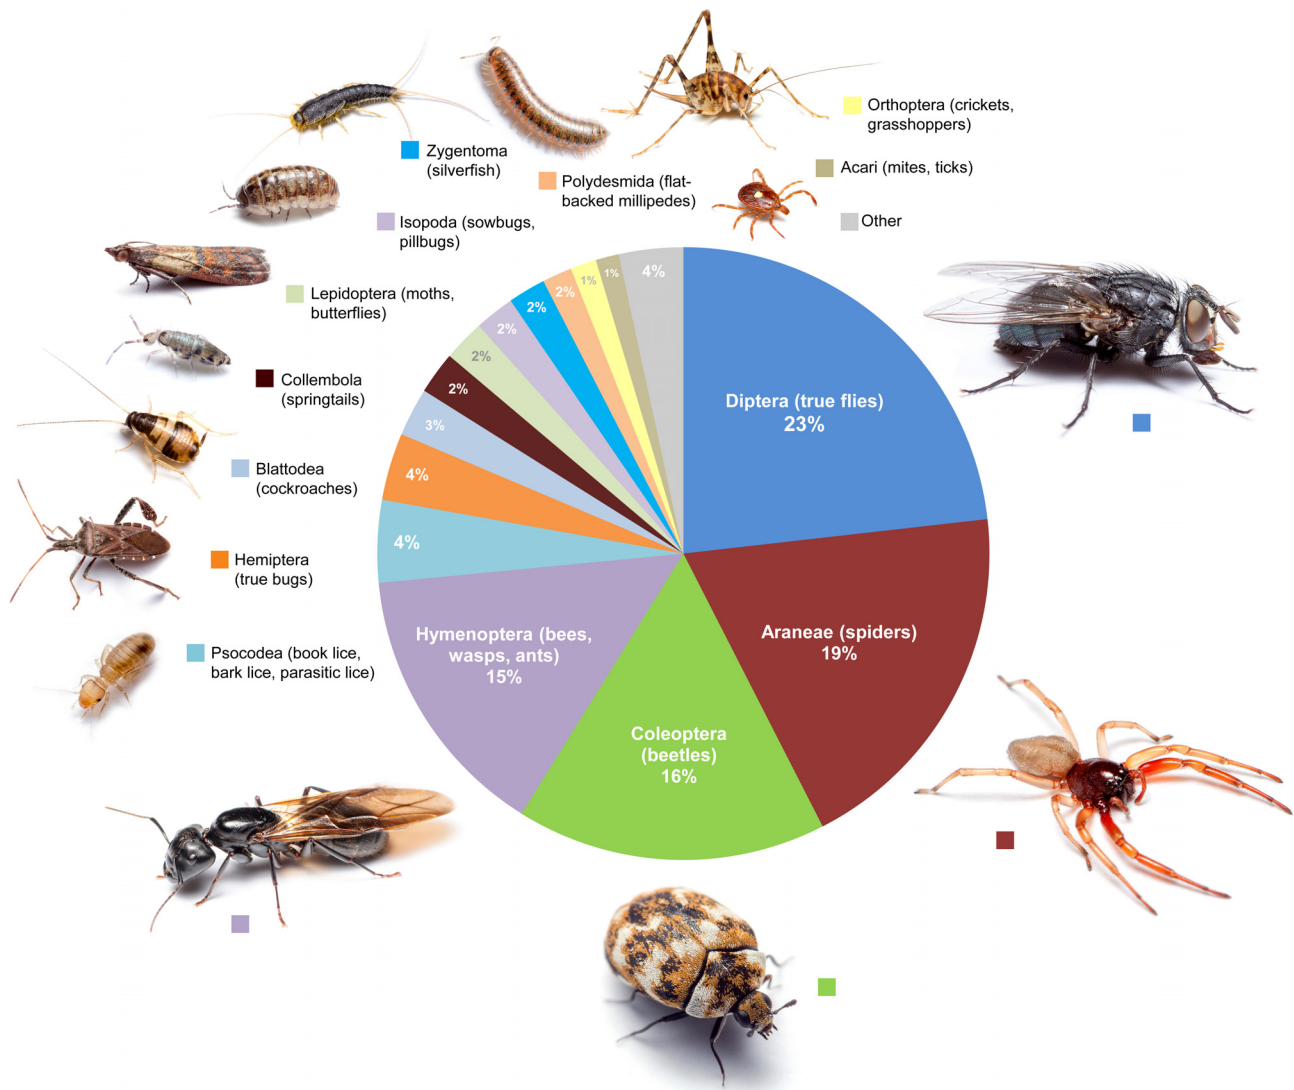 Orthoptera (crickets,
grasshoppers)
Zygentoma
(silverfish)
Polydesmida (flat-
backed millipedes)
Acari (mites, ticks)
Isopoda (sowbugs,
pillbugs)
Other
Lepidoptera (moths,
butterflies)
Collembola
(springtails)
Blattodea
(cockroaches)
Hemiptera
(true bugs)
Psocodea (book lice,
bark lice, parasitic lice)
4%
1%
1%
2%
2%
2%
2%
2%
3%
4%
4%
Diptera (true flies)
23%
Araneae (spiders)
19%
Hymenoptera (bees,
wasps, ants)
15%
Coleoptera
(beetles)
16%